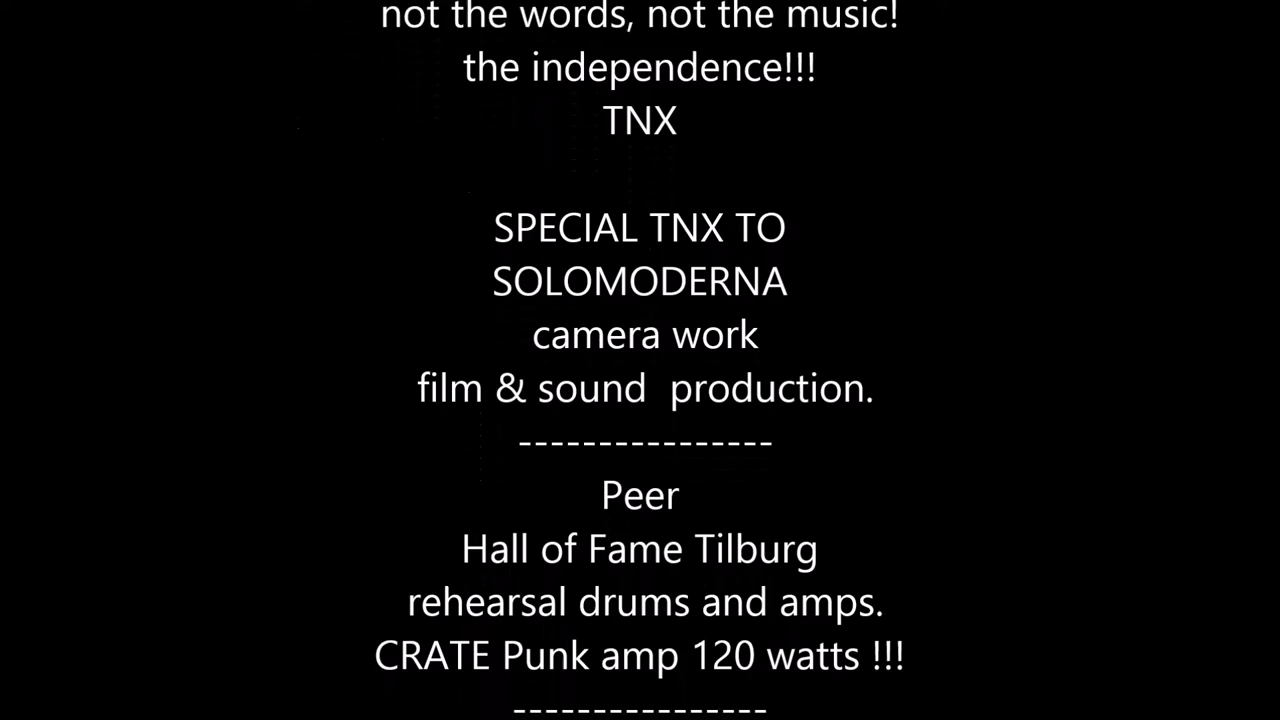 not the words, not the music!
the independence!!!
TNX
SPECIAL TNX TO
SOLOMODERNA
camera work
film & sound  production.
----------------
Peer
Hall of Fame Tilburg
rehearsal drums and amps.
CRATE Punk amp 120 watts !!!
----------------